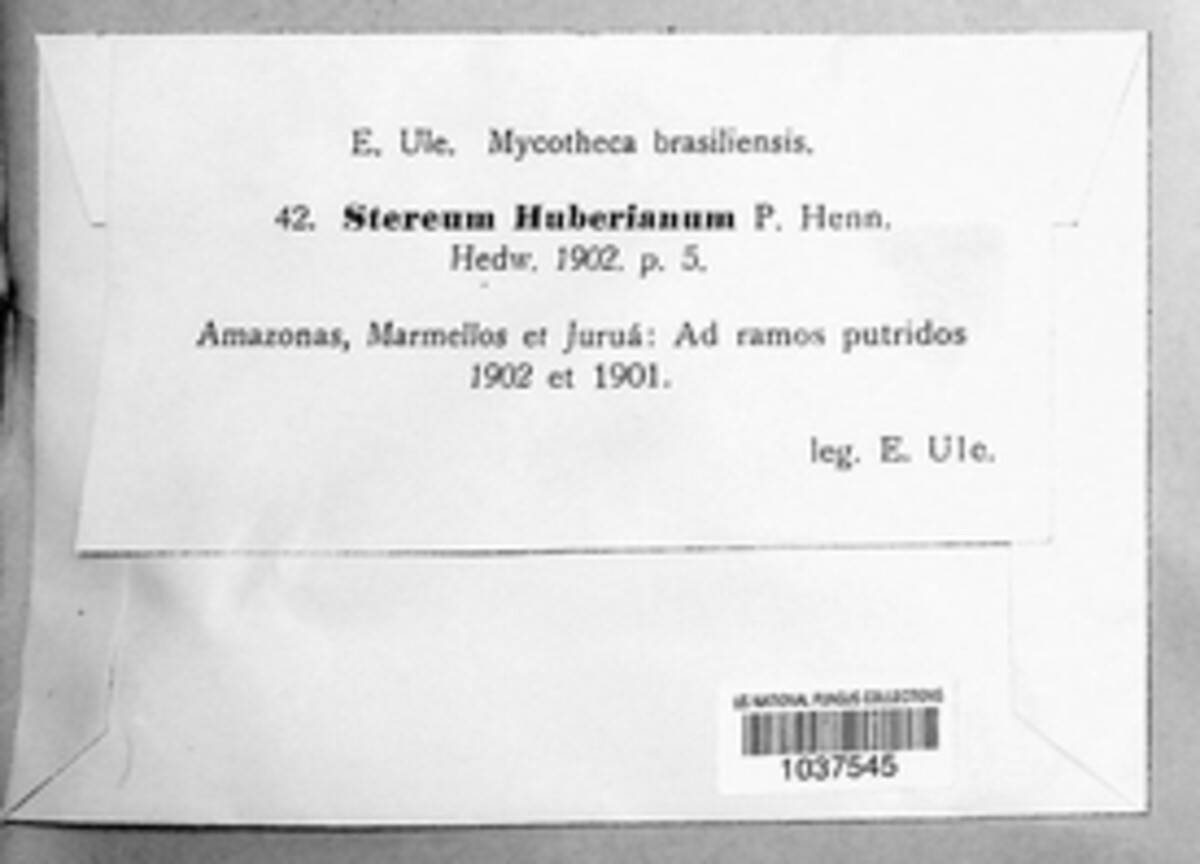 E. Ule. Mycotheca brasiliensis.
42. Stereum Huberianum P. Henn.
Hedw. 1902. p. 5.
Amazonas, Marmellos et Juruá: Ad ramos putridos
1902 et 1901.
leg. E. Ule.
US NATIONAL FUNGUS COLLECTIONS
1037545